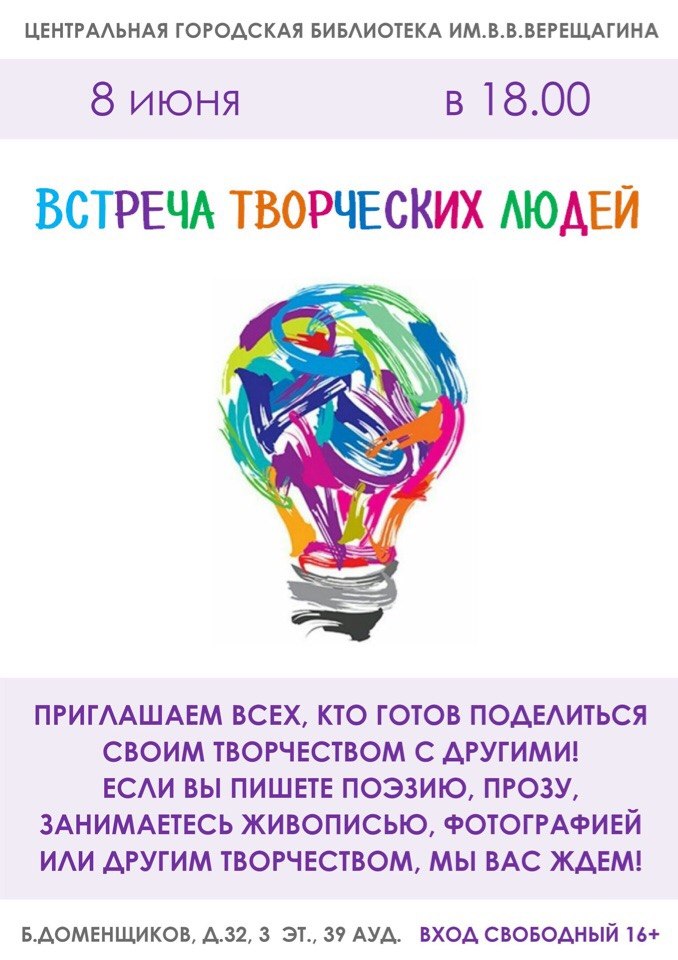 ЦЕНТРАЛЬНАЯ ГОРОДСКАЯ БИБЛИОТЕКА ИМ.В.В.ВЕРЕЩАГИНА
8 июня в 18.00
ВСТРЕЧА ТВОРЧЕСКИХ ЛЮДЕЙ
ПРИГЛАШАЕМ ВСЕХ, КТО ГОТОВ ПОДЕЛИТЬСЯ
СВОИМ ТВОРЧЕСТВОМ С ДРУГИМИ!
ЕСЛИ ВЫ ПИШЕТЕ ПОЭЗИЮ, ПРОЗУ,
ЗАНИМАЕТЕСЬ ЖИВОПИСЬЮ, ФОТОГРАФИЕЙ
ИЛИ ДРУГИМ ТВОРЧЕСТВОМ, МЫ ВАС ЖДЕМ!
Б.ДОМЕНЩИКОВ, Д.32, 3 ЭТ., 39 АУД. ВХОД СВОБОДНЫЙ 16+